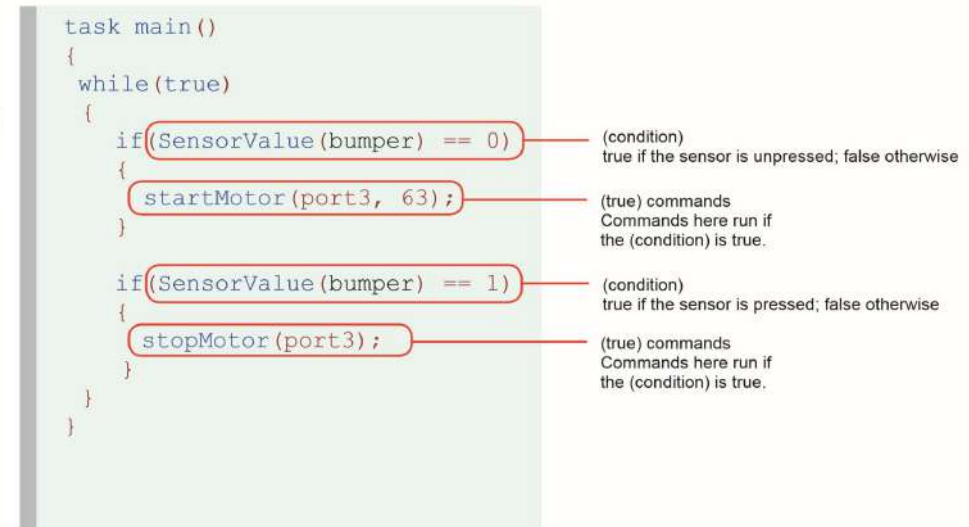 task main()
{
while(true)
{
if(SensorValue(bumper) == 0)
(condition)
true if the sensor is unpressed; false otherwise
{
startMotor(port3, 63);
(true) commands
Commands here run if
the (condition) is true.
}
if(SensorValue(bumper) == 1)
(condition)
true if the sensor is pressed; false otherwise
{
stopMotor(port3);
(true) commands
Commands here run if
the (condition) is true.
}
}
}